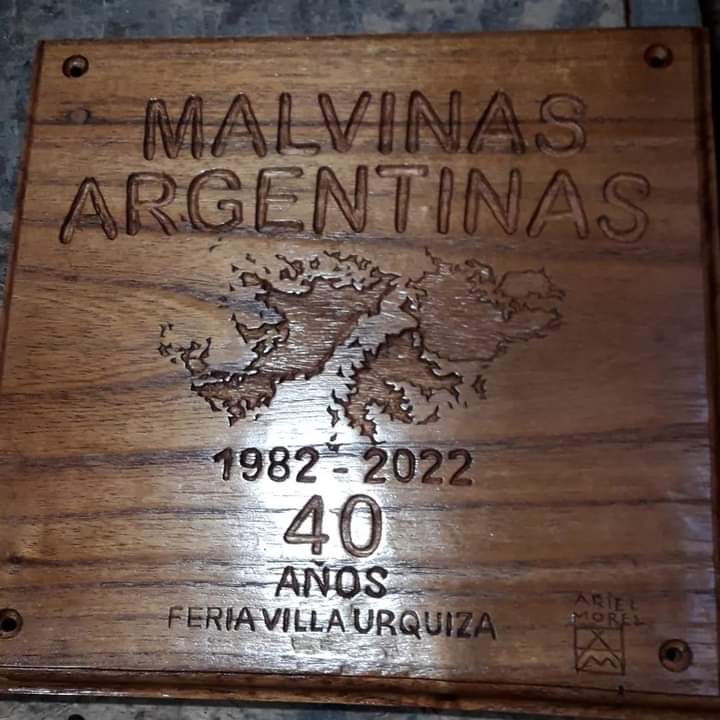 MALVINAS
ARGENTINAS
1982 - 2022
40
AÑOS
FERIA VILLA URQUIZA
ARIEL
MOREL